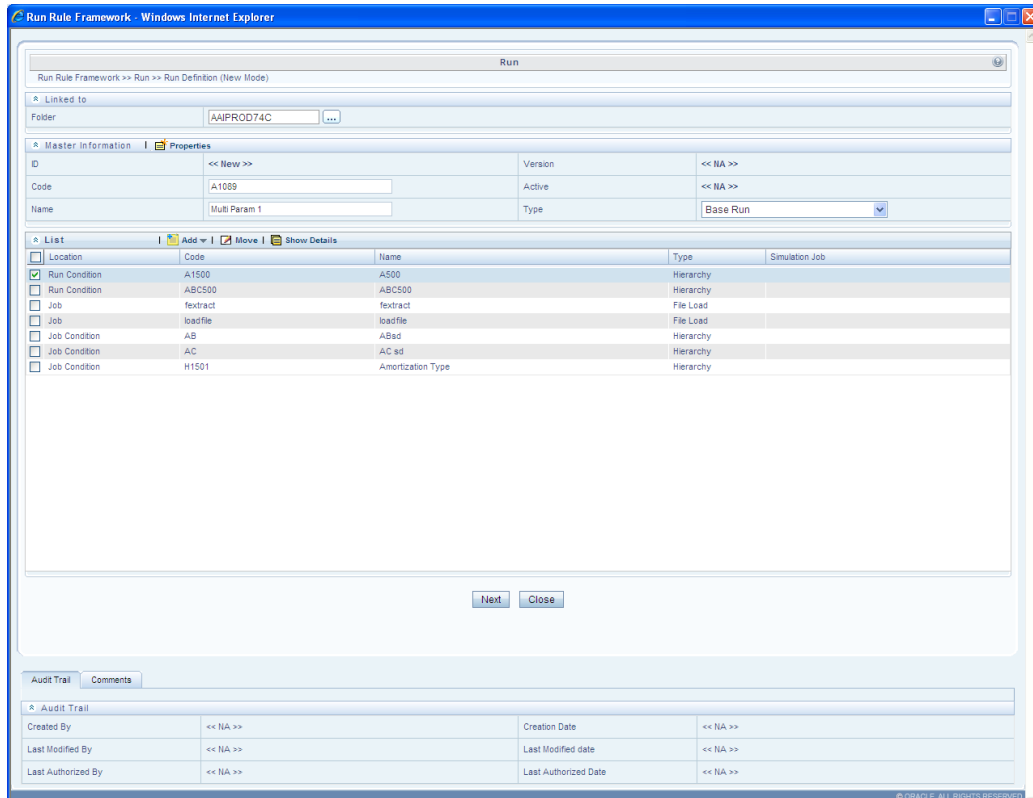 Run Rule Framework - Windows Internet Explorer
Run
Run Rule Framework >> Run >> Run Definition (New Mode)
Linked to
Folder AAIPROD74C ...
Master Information | Properties
ID << New >> Version << NA >>
Code A1089 Active << NA >>
Name Multi Param 1 Type Base Run
List | Add | Move | Show Details
Location Code Name Type Simulation Job
Run Condition A1500 A500 Hierarchy
Run Condition ABC500 ABC500 Hierarchy
Job fextract fextract File Load
Job loadfile loadfile File Load
Job Condition AB ABsd Hierarchy
Job Condition AC AC sd Hierarchy
Job Condition H1501 Amortization Type Hierarchy
Next Close
Audit Trail Comments
Audit Trail
Created By << NA >> Creation Date << NA >>
Last Modified By << NA >> Last Modified date << NA >>
Last Authorized By << NA >> Last Authorized Date << NA >>
© ORACLE. ALL RIGHTS RESERVED